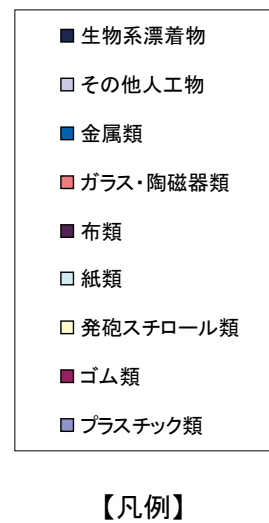 生物系漂着物
その他人工物
金属類
ガラス・陶磁器類
布類
紙類
発砲スチロール類
ゴム類
プラスチック類
【凡例】